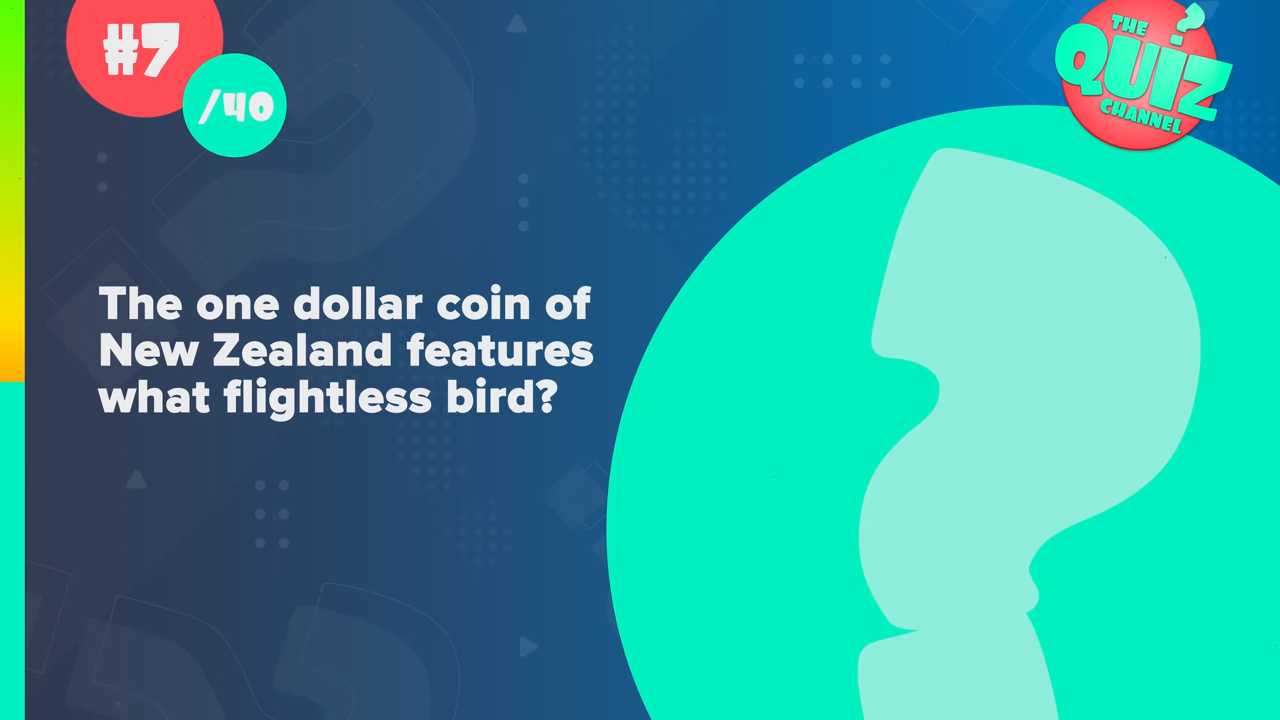 #7
/40
THE
QUIZ
CHANNEL
The one dollar coin of
New Zealand features
what flightless bird?